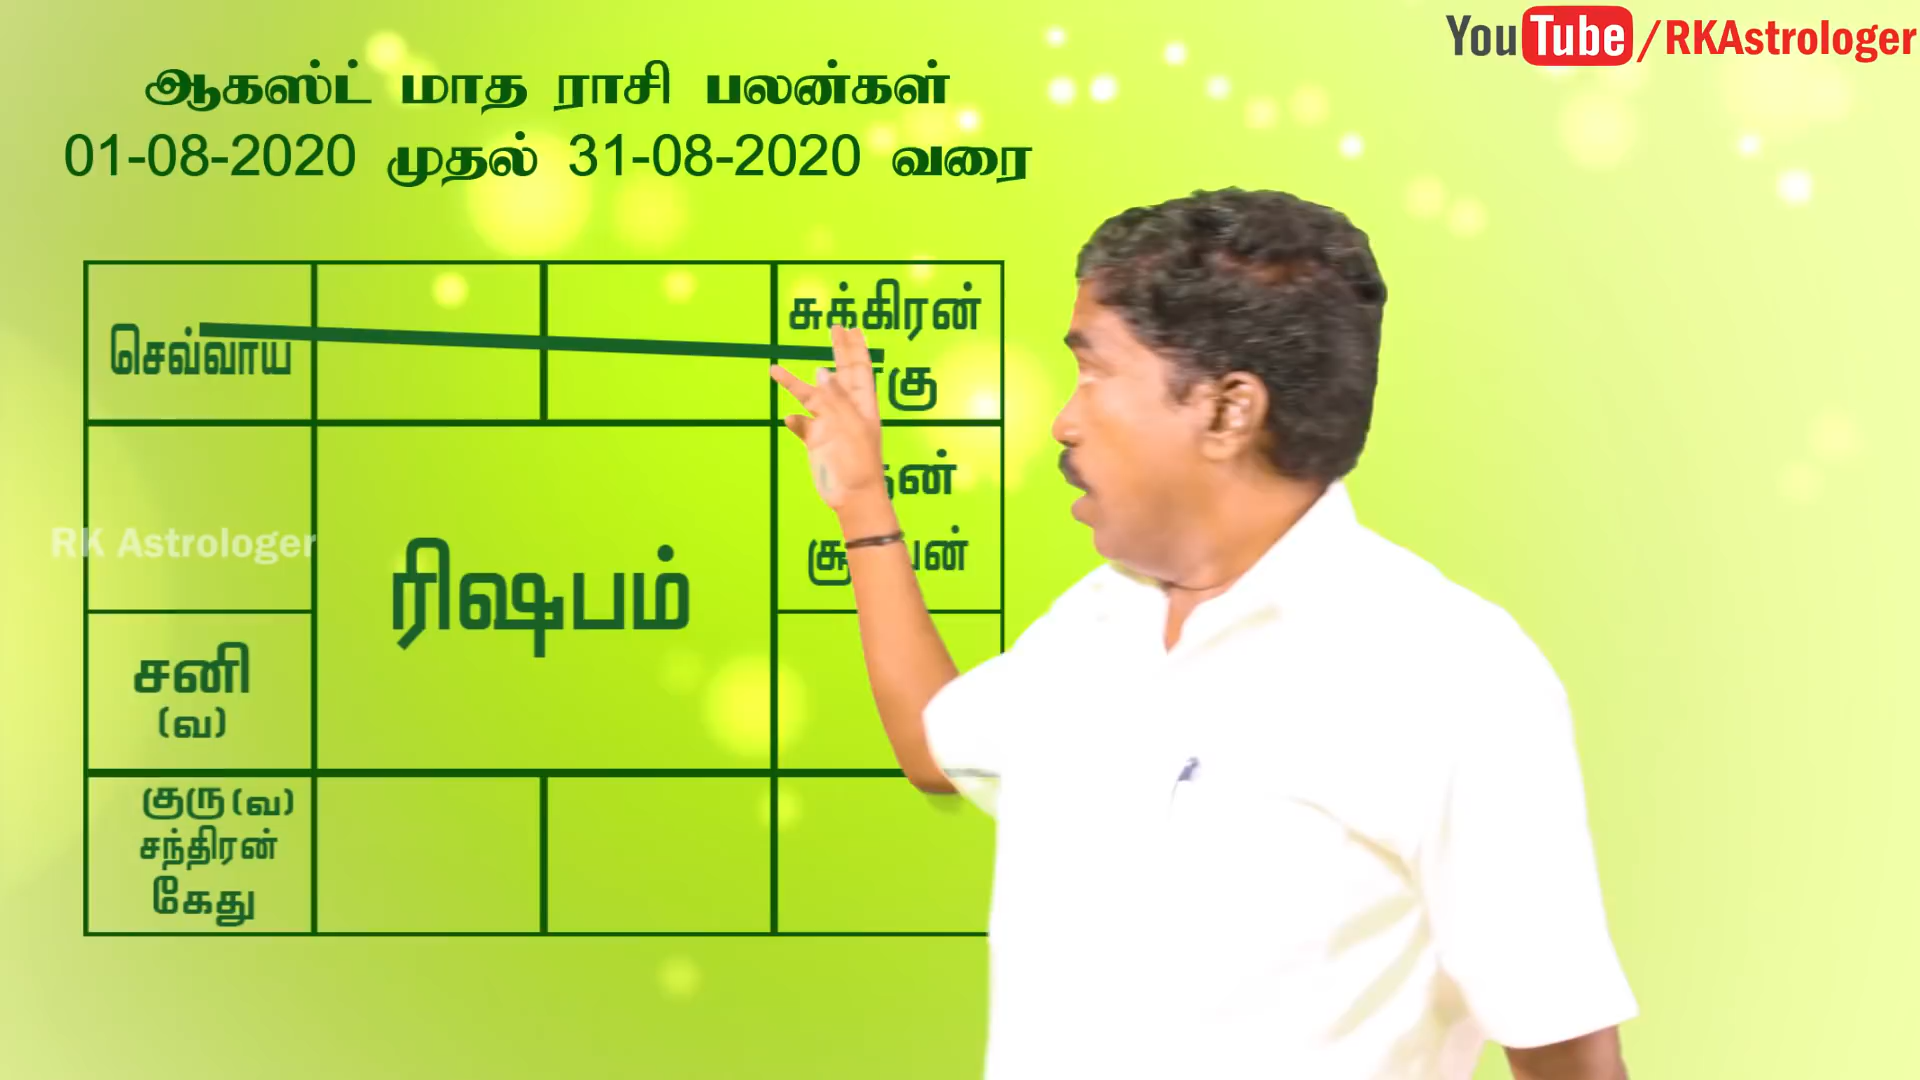 YouTube/RKAstrologer
ஆகஸ்ட் மாத ராசி பலன்கள்
01-08-2020 முதல் 31-08-2020 வரை
சுக்கிரன்
செவ்வாய்
RK Astrologer
ரிஷபம்
சனி
(வ)
குரு (வ)
சந்திரன்
கேது